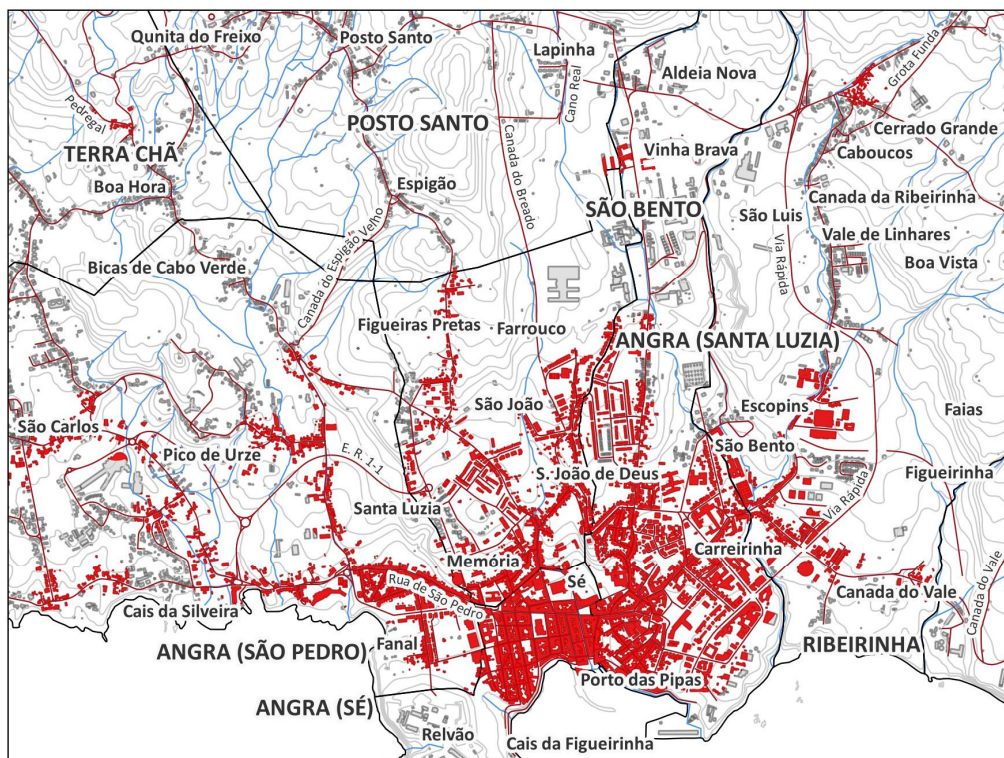 Qunita do Freixo
Posto Santo
Lapinha
Grota Funda
Aldeia Nova
Cano Real
Pedregal
POSTO SANTO
Cerrado Grande
TERRA CHÃ
Vinha Brava
Caboucos
Canada do Breado
Boa Hora
Espigão
Canada da Ribeirinha
SÃO BENTO
São Luis
Vale de Linhares
Canada do Espigão Velho
Via Rápida
Bicas de Cabo Verde
Boa Vista
Figueiras Pretas
Farrouco
ANGRA (SANTA LUZIA)
São João
Escopins
Faias
São Carlos
São Bento
Pico de Urze
E. R. 1-1
S. João de Deus
Figueirinha
Via Rápida
Santa Luzia
Carreirinha
Memória
Sé
Rua de São Pedro
Canada do Vale
Canada do Vale
Cais da Silveira
Fanal
RIBEIRINHA
ANGRA (SÃO PEDRO)
Porto das Pipas
ANGRA (SÉ)
Relvão
Cais da Figueirinha